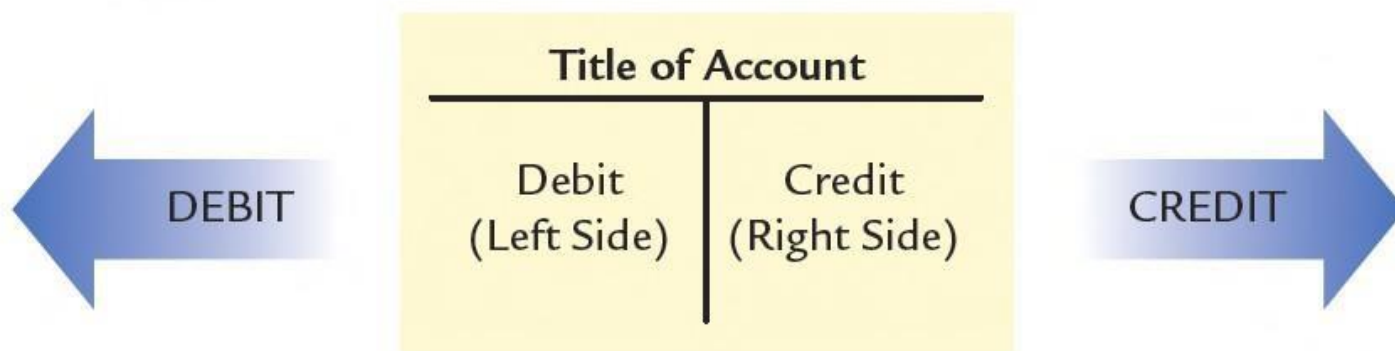 Title of Account
DEBIT
Debit
(Left Side)
Credit
(Right Side)
CREDIT